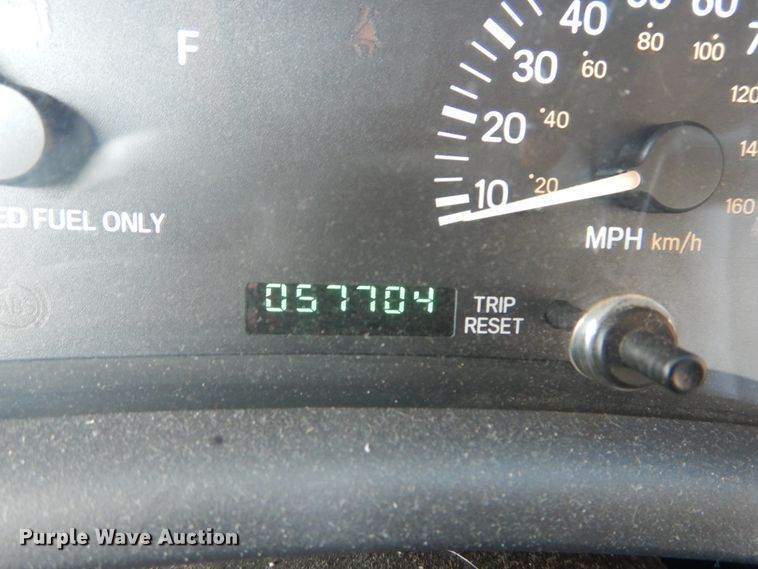 F
40
60
30
80
100
60
20
40
120
10
20
160
MPH km/h
ED FUEL ONLY
057704
TRIP
RESET
Purple Wave Auction